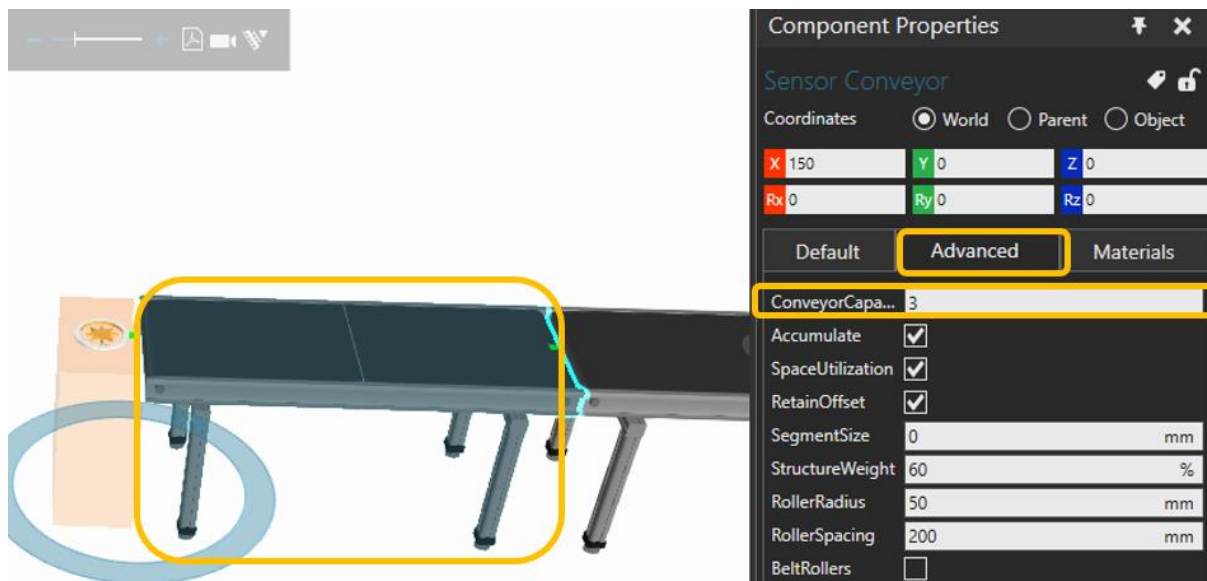 Component Properties
Sensor Conveyor
Coordinates World Parent Object
X 150 Y 0 Z 0
Rx 0 Ry 0 Rz 0
Default Advanced Materials
ConveyorCapa... 3
Accumulate
SpaceUtilization
RetainOffset
SegmentSize 0 mm
StructureWeight 60 %
RollerRadius 50 mm
RollerSpacing 200 mm
BeltRollers